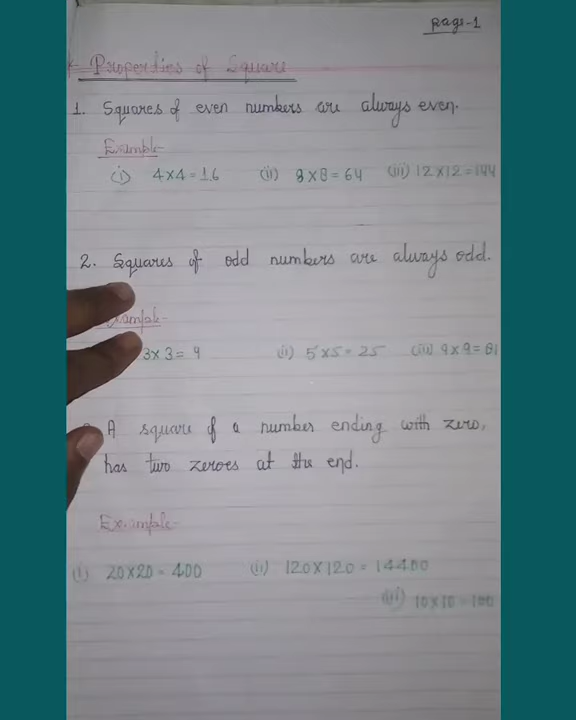 page-1
* Properties of Square
1. Squares of even numbers are always even.
Example-
(i) 4×4=16 (ii) 8×8=64 (iii) 12×12=144
2. Squares of odd numbers are always odd.
Example-
3×3=9 (ii) 5×5=25 (iii) 9×9=81
A square of a number ending with zero,
has two zeroes at the end.
Example-
(i) 20×20=400 (ii) 120×120=14400
(iii) 10×10=100